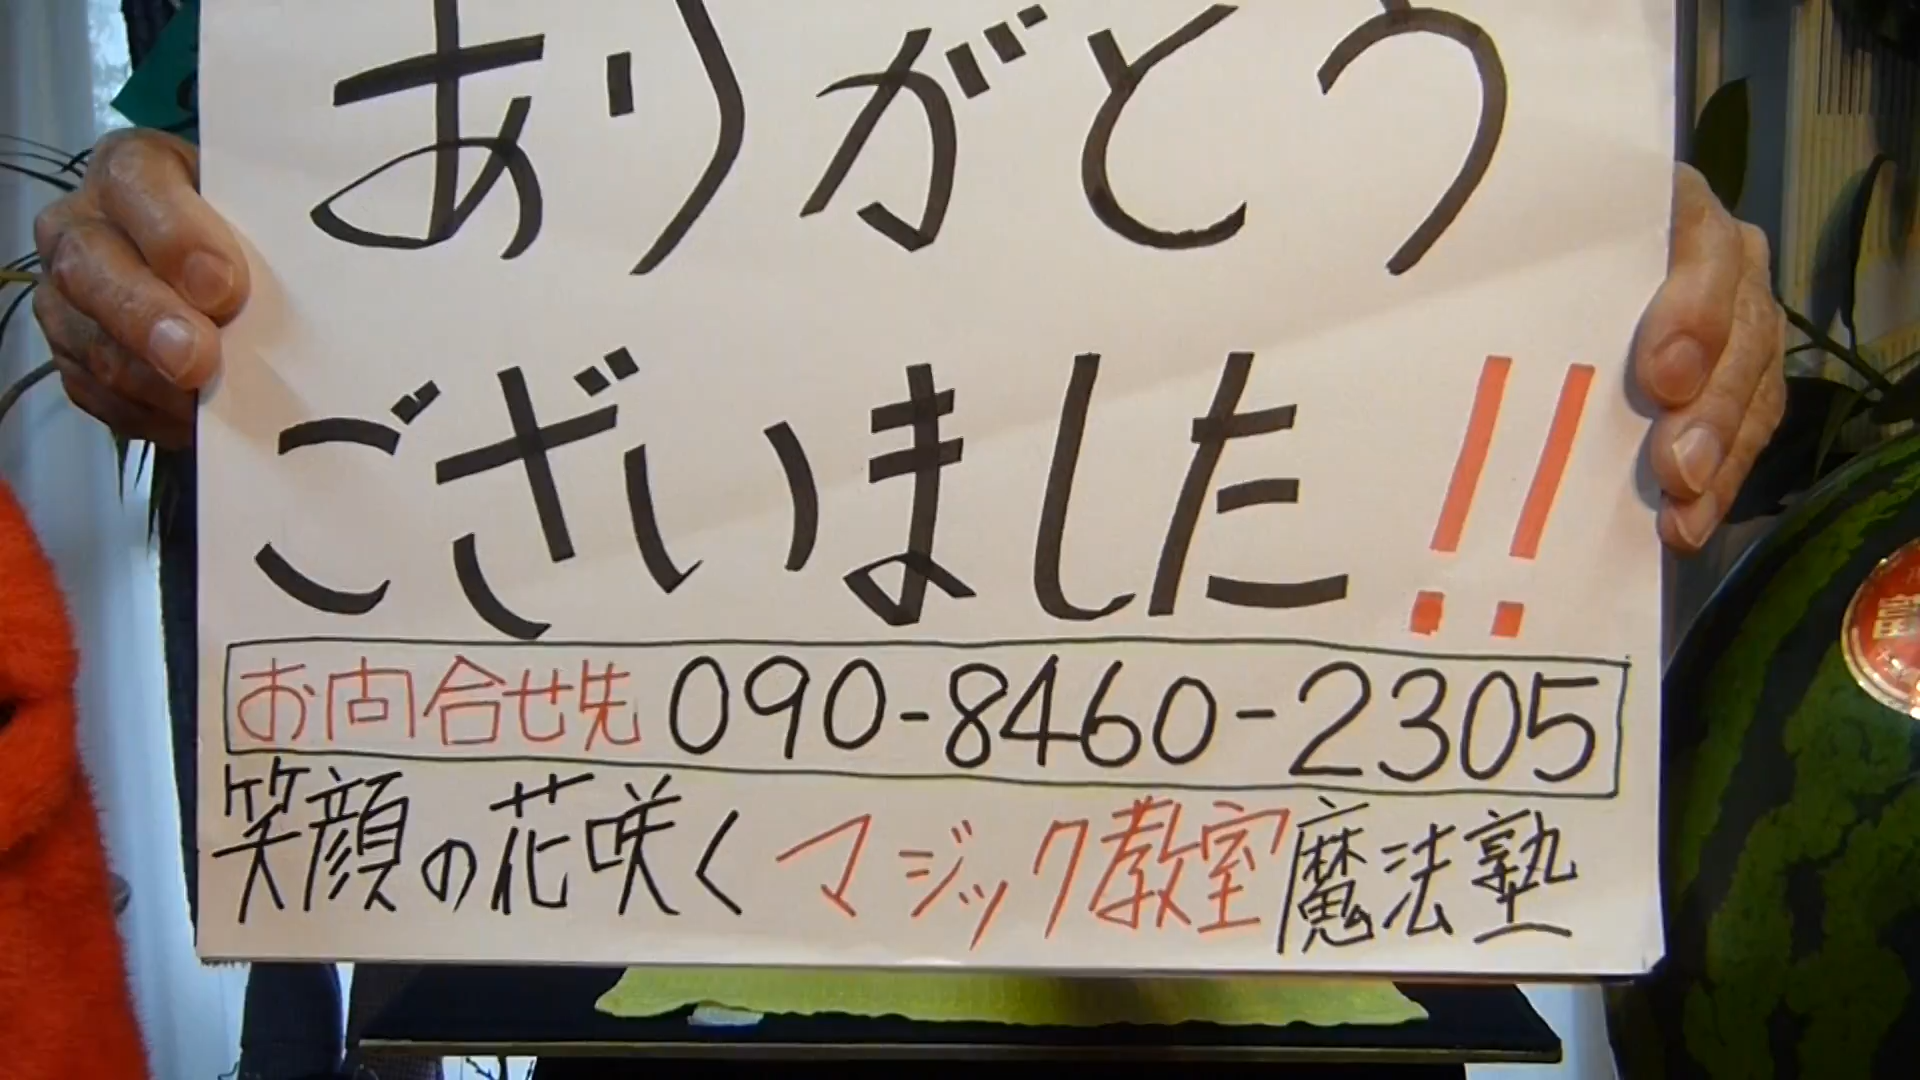 ありがとう
ございました!!
お問合せ先 090-8460-2305
笑顔の花咲くマジック教室魔法塾